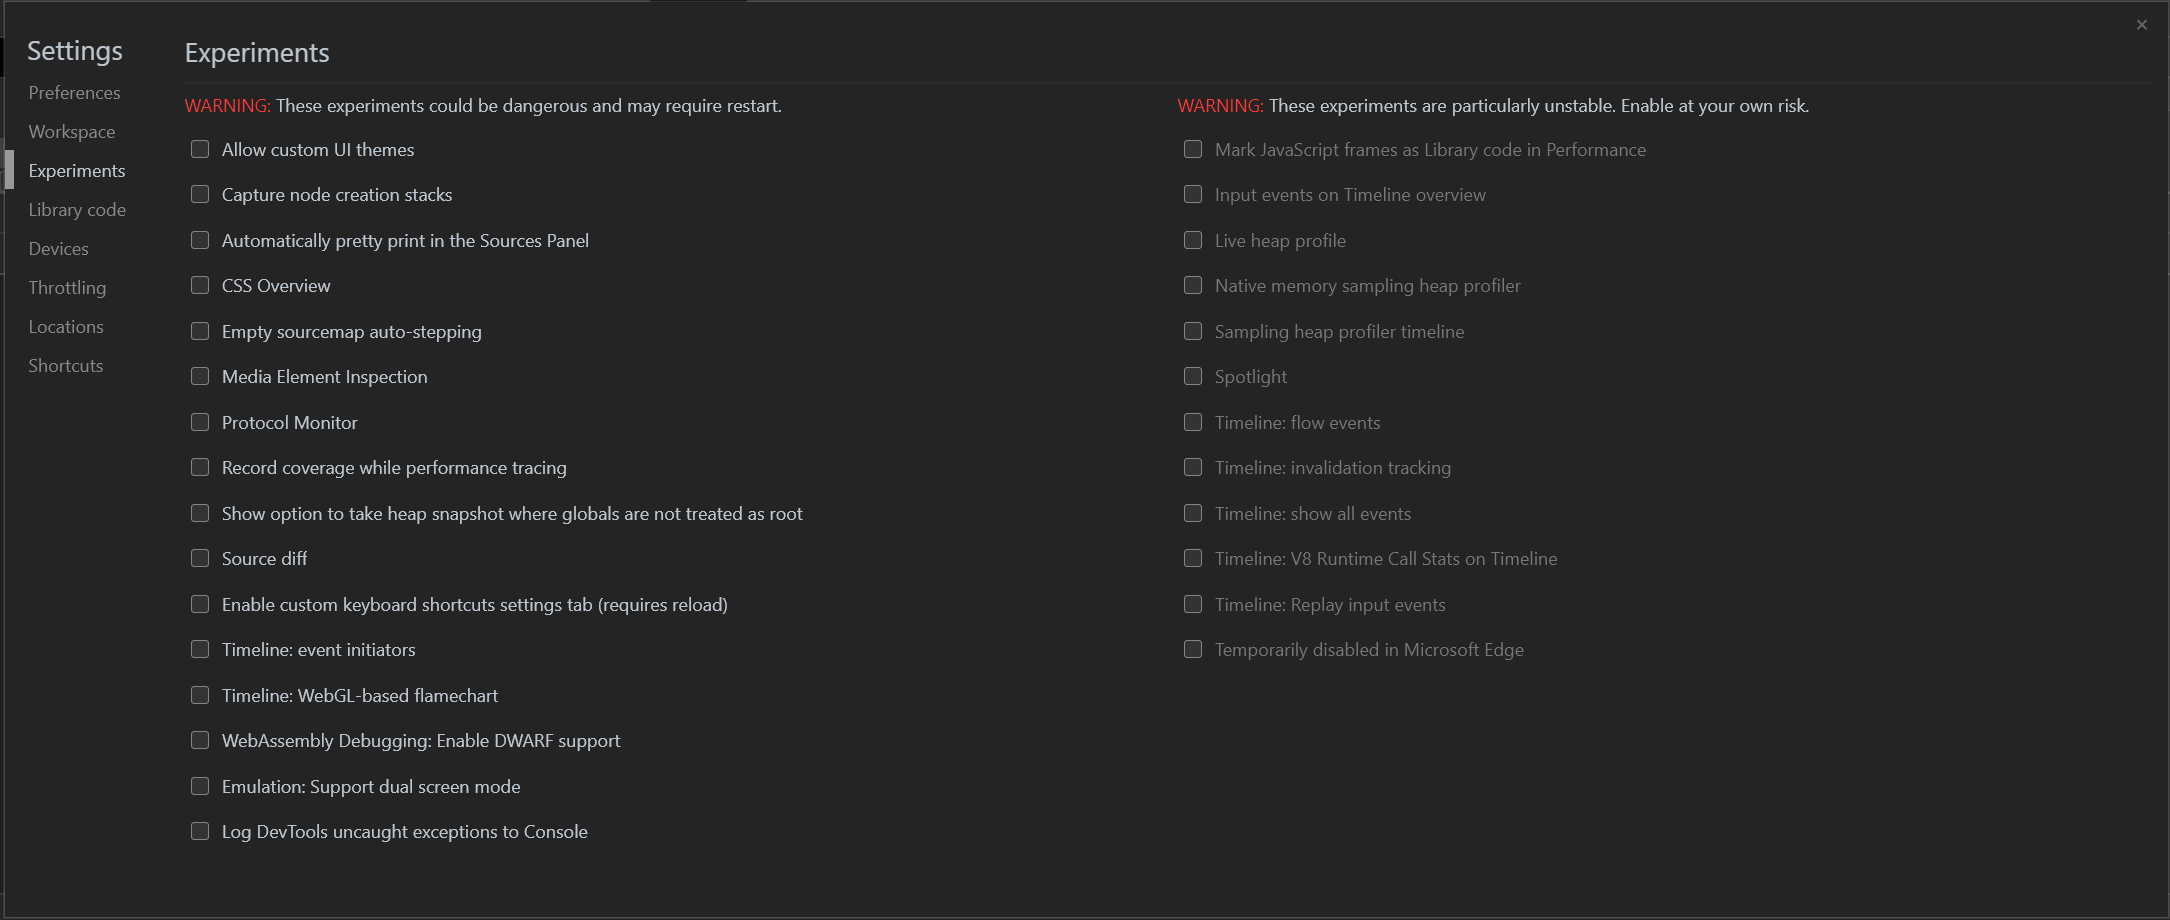 Settings
Preferences
Workspace
Experiments
Library code
Devices
Throttling
Locations
Shortcuts
Experiments
WARNING: These experiments could be dangerous and may require restart.
Allow custom UI themes
Capture node creation stacks
Automatically pretty print in the Sources Panel
CSS Overview
Empty sourcemap auto-stepping
Media Element Inspection
Protocol Monitor
Record coverage while performance tracing
Show option to take heap snapshot where globals are not treated as root
Source diff
Enable custom keyboard shortcuts settings tab (requires reload)
Timeline: event initiators
Timeline: WebGL-based flamechart
WebAssembly Debugging: Enable DWARF support
Emulation: Support dual screen mode
Log DevTools uncaught exceptions to Console
WARNING: These experiments are particularly unstable. Enable at your own risk.
Mark JavaScript frames as Library code in Performance
Input events on Timeline overview
Live heap profile
Native memory sampling heap profiler
Sampling heap profiler timeline
Spotlight
Timeline: flow events
Timeline: invalidation tracking
Timeline: show all events
Timeline: V8 Runtime Call Stats on Timeline
Timeline: Replay input events
Temporarily disabled in Microsoft Edge